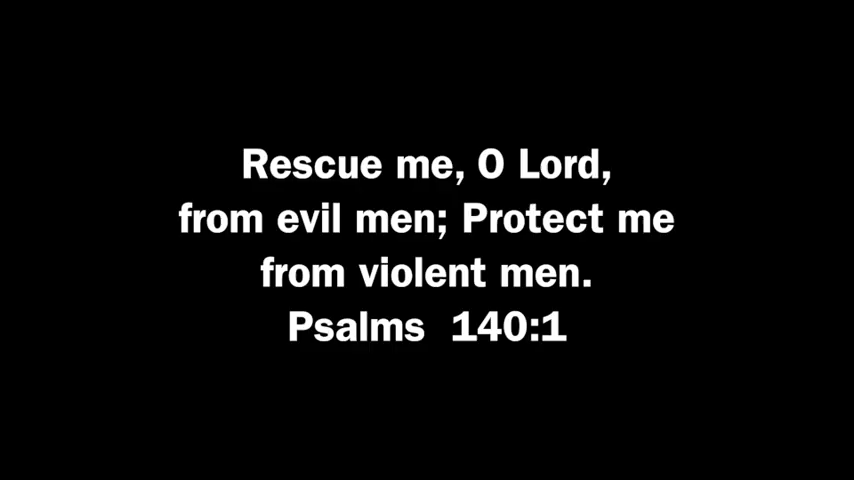 Rescue me, O Lord,
from evil men; Protect me
from violent men.
Psalms  140:1